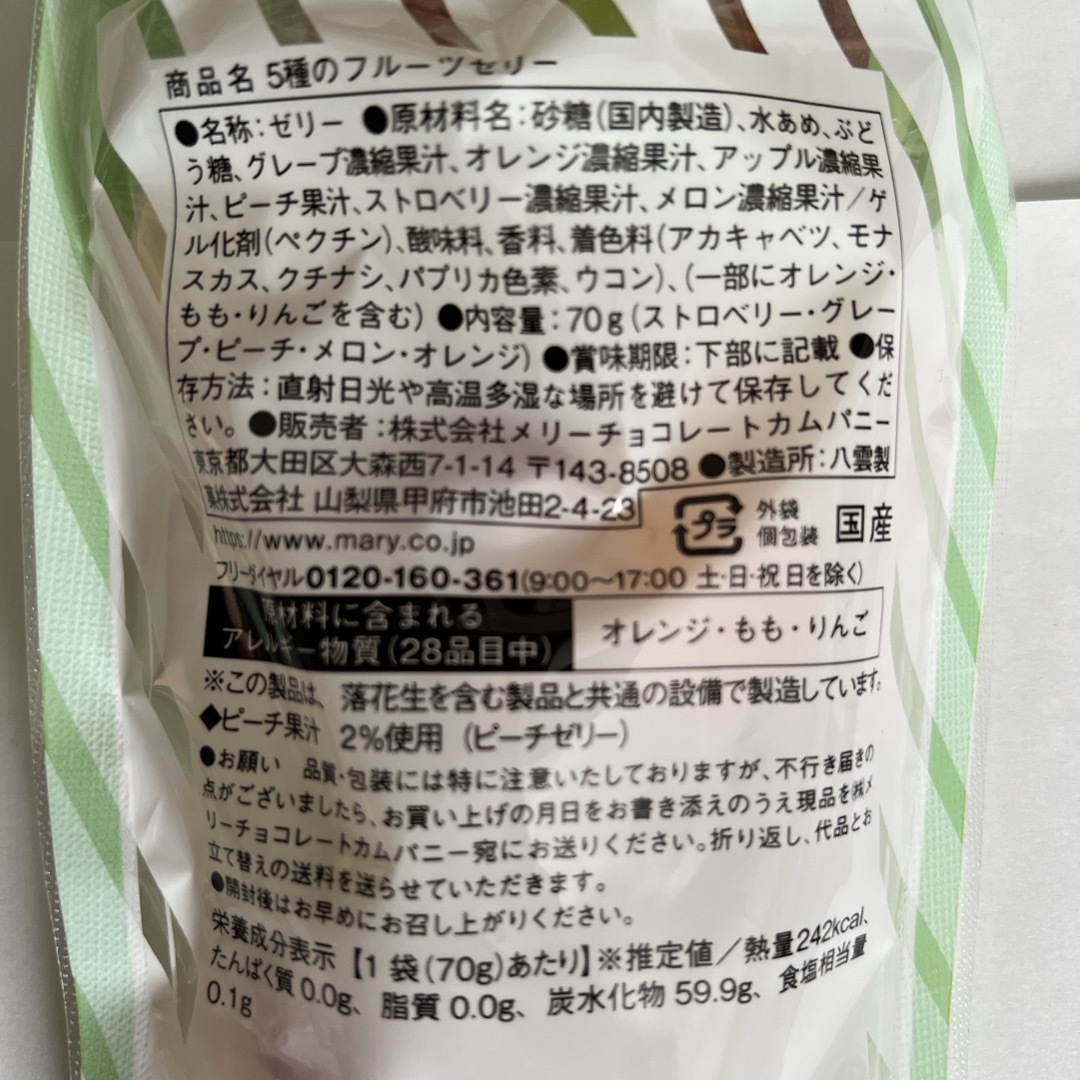 商品名 5種のフルーツゼリー
●名称：ゼリー ●原材料名：砂糖（国内製造）、水あめ、ぶど
う糖、グレープ濃縮果汁、オレンジ濃縮果汁、アップル濃縮果
汁、ピーチ果汁、ストロベリー濃縮果汁、メロン濃縮果汁／ゲ
ル化剤（ペクチン）、酸味料、香料、着色料（アカキャベツ、モナ
スカス、クチナシ、パプリカ色素、ウコン）、（一部にオレンジ・
もも・りんごを含む） ●内容量：70g（ストロベリー・グレー
プ・ピーチ・メロン・オレンジ） ●賞味期限：下部に記載 ●保
存方法：直射日光や高温多湿な場所を避けて保存してくだ
さい。 ●販売者：株式会社メリーチョコレートカムパニー
東京都大田区大森西7-1-14 〒143-8508 ●製造所：八雲製
菓株式会社 山梨県甲府市池田2-4-23
プラ 外袋
個包装 国産
https://www.mary.co.jp
フリーダイヤル0120-160-361（9:00〜17:00 土・日・祝日を除く）
原材料に含まれる
アレルギー物質（28品目中） オレンジ・もも・りんご
※この製品は、落花生を含む製品と共通の設備で製造しています。
◆ピーチ果汁 2%使用 （ピーチゼリー）
●お願い 品質・包装には特に注意いたしておりますが、不行き届きの
点がございましたら、お買い上げの月日をお書き添えのうえ現品を㈱メ
リーチョコレートカムパニー宛にお送りください。折り返し、代品とお
立て替えの送料を送らせていただきます。
●開封後はお早めにお召し上がりください。
栄養成分表示 【1 袋（70g）あたり】※推定値／熱量242kcal、
たんぱく質 0.0g、脂質 0.0g、炭水化物 59.9g、食塩相当量
0.1g